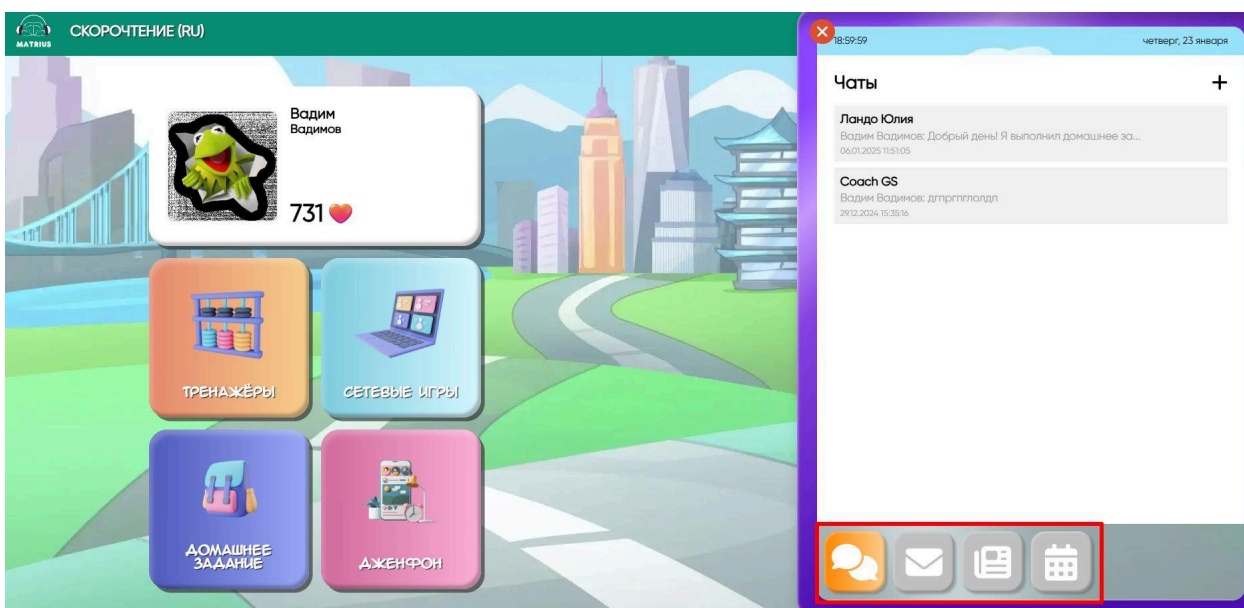 MATRIUS
СКОРОЧТЕНИЕ (RU)
Вадим
Вадимов
731
ТРЕНАЖЁРЫ
СЕТЕВЫЕ ИГРЫ
ДОМАШНЕЕ
ЗАДАНИЕ
ДЖЕНФОН
18:59:59
четверг, 23 января
Чаты
+
Ландо Юлия
Вадим Вадимов: Добрый день! Я выполнил домашнее за...
06.01.2025 11:51:05
Coach GS
Вадим Вадимов: дгпргпглолдп
29.12.2024 15:35:16